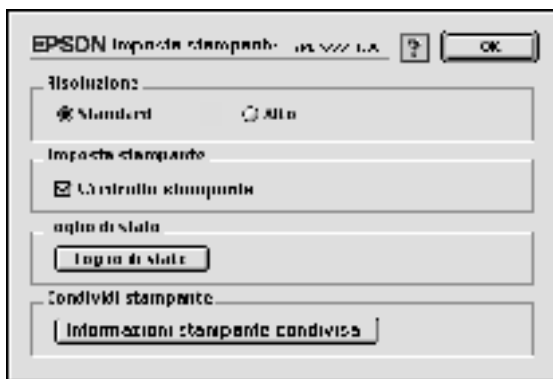 EPSON Imposta stampante OK
Risoluzione
Standard Alto
Imposta stampante
Controllo stampante
Foglio di stato
Foglio di stato
Condividi stampante
Informazioni stampante condivisa